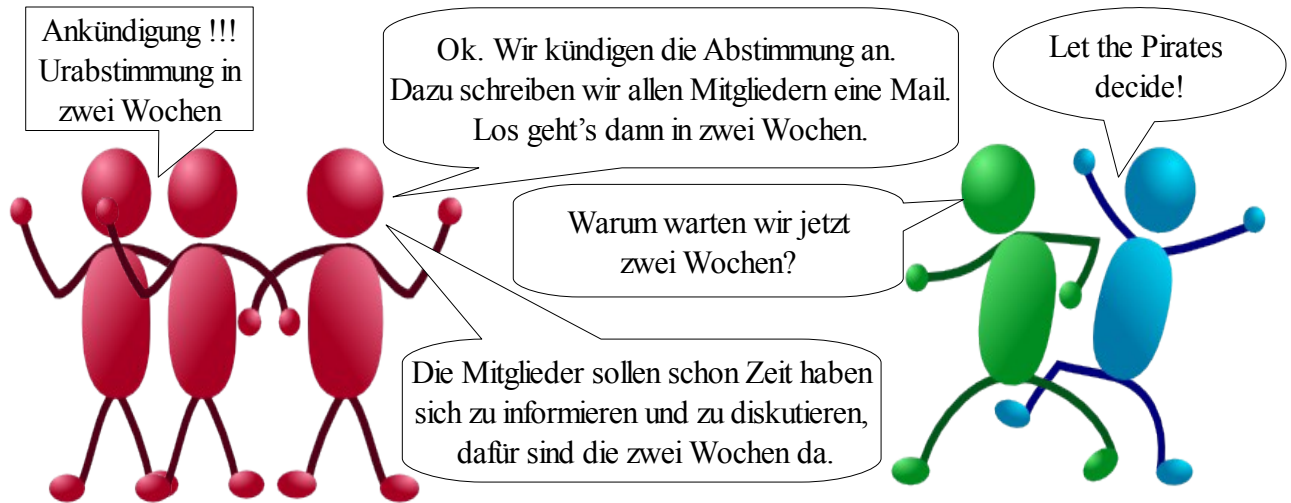 Ankündigung !!!
Urabstimmung in
zwei Wochen
Ok. Wir kündigen die Abstimmung an.
Dazu schreiben wir allen Mitgliedern eine Mail.
Los geht's dann in zwei Wochen.
Let the Pirates
decide!
Warum warten wir jetzt
zwei Wochen?
Die Mitglieder sollen schon Zeit haben
sich zu informieren und zu diskutieren,
dafür sind die zwei Wochen da.